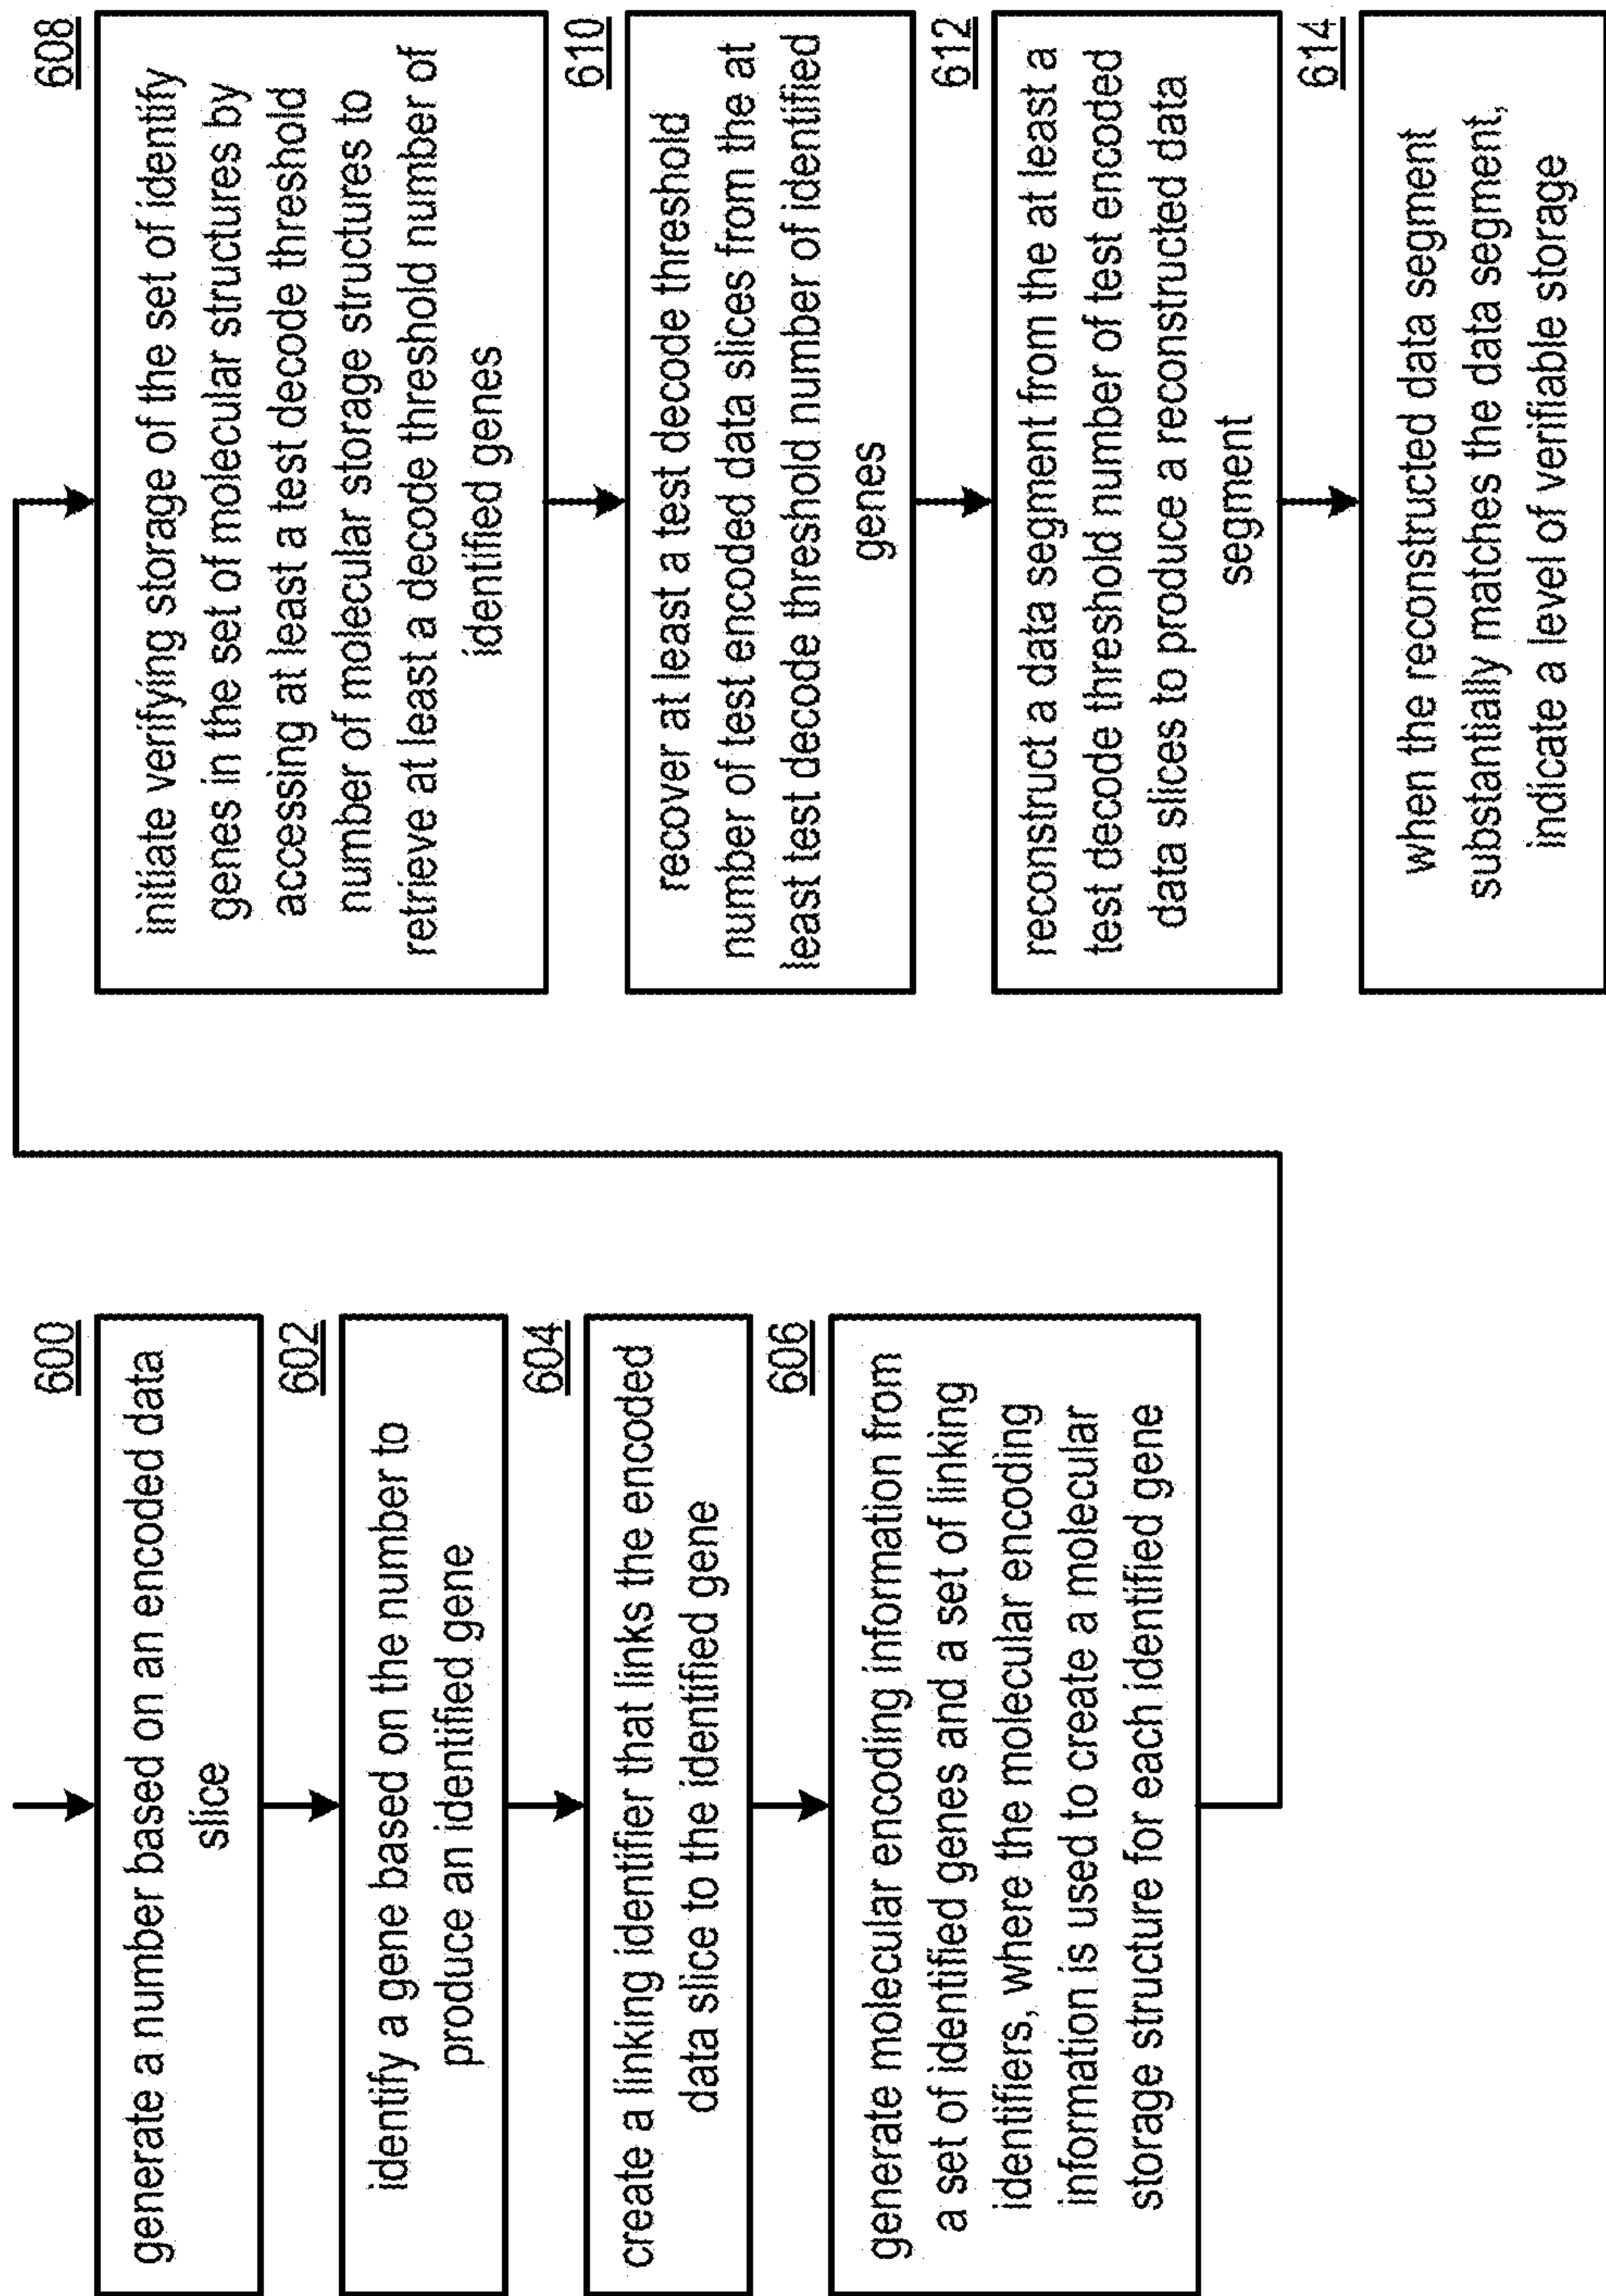 600
generate a number based on an encoded data
slice
602
identify a gene based on the number to
produce an identified gene
604
create a linking identifier that links the encoded
data slice to the identified gene
606
generate molecular encoding information from
a set of identified genes and a set of linking
identifiers, where the molecular encoding
information is used to create a molecular
storage structure for each identified gene
608
initiate verifying storage of the set of identify
genes in the set of molecular structures by
accessing at least a test decode threshold
number of molecular storage structures to
retrieve at least a decode threshold number of
identified genes
610
recover at least a test decode threshold
number of test encoded data slices from the at
least test decode threshold number of identified
genes
612
reconstruct a data segment from the at least a
test decode threshold number of test encoded
data slices to produce a reconstructed data
segment
614
when the reconstructed data segment
substantially matches the data segment,
indicate a level of verifiable storage